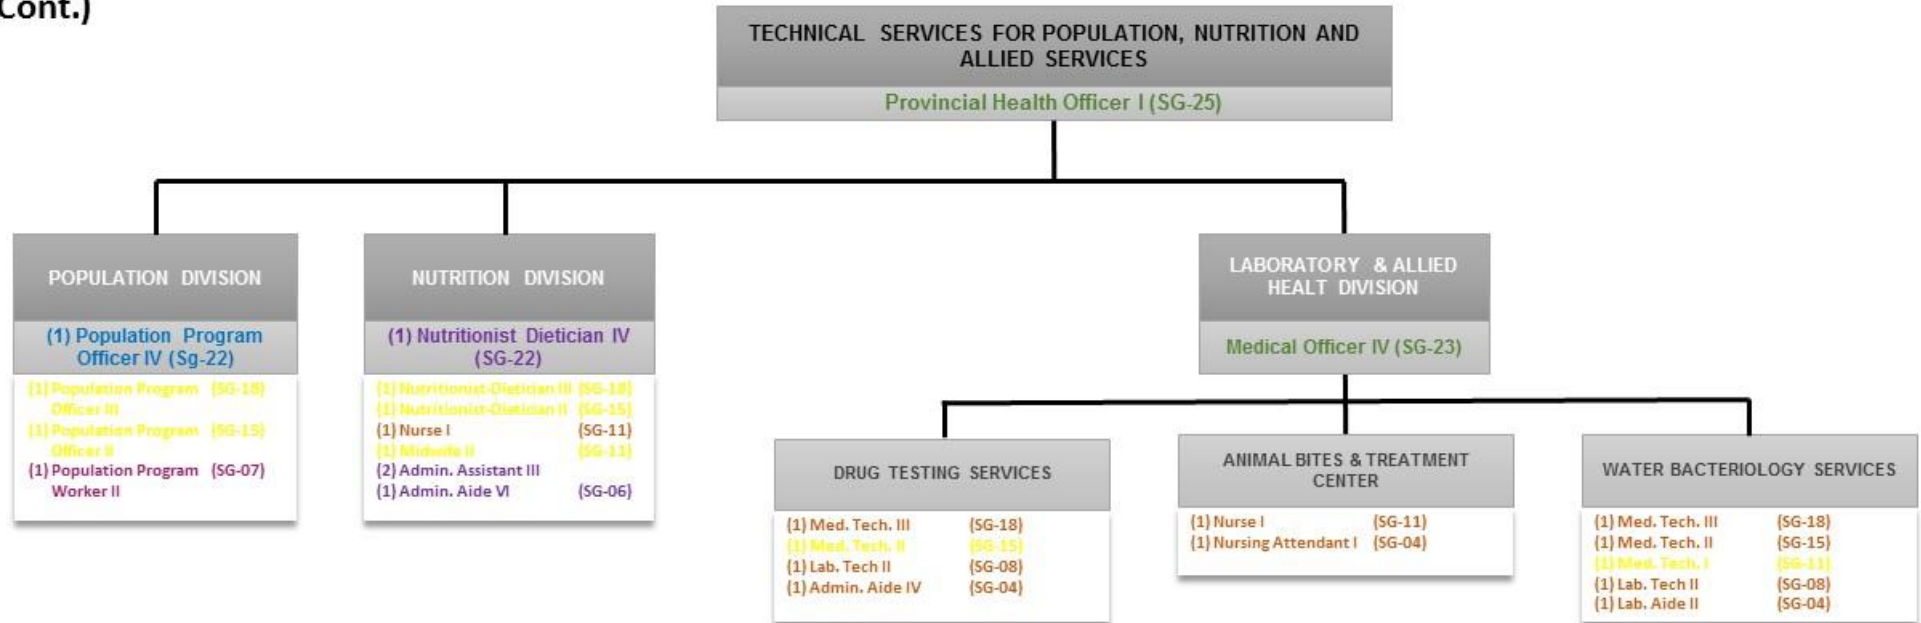 Cont.)
TECHNICAL SERVICES FOR POPULATION, NUTRITION AND
ALLIED SERVICES
Provincial Health Officer I (SG-25)
POPULATION DIVISION
(1) Population Program
Officer IV (Sg-22)
(1) Population Program (SG-18)
Officer III
(1) Population Program (SG-15)
Officer II
(1) Population Program (SG-07)
Worker II
NUTRITION DIVISION
(1) Nutritionist Dietician IV
(SG-22)
(1) Nutritionist-Dietician III (SG-18)
(1) Nutritionist-Dietician II (SG-15)
(1) Nurse I (SG-11)
(1) Midwife II (SG-11)
(2) Admin. Assistant III
(1) Admin. Aide VI (SG-06)
LABORATORY & ALLIED
HEALT DIVISION
Medical Officer IV (SG-23)
DRUG TESTING SERVICES
(1) Med. Tech. III (SG-18)
(1) Med. Tech. II (SG-15)
(1) Lab. Tech II (SG-08)
(1) Admin. Aide IV (SG-04)
ANIMAL BITES & TREATMENT
CENTER
(1) Nurse I (SG-11)
(1) Nursing Attendant I (SG-04)
WATER BACTERIOLOGY SERVICES
(1) Med. Tech. III (SG-18)
(1) Med. Tech. II (SG-15)
(1) Med. Tech. I (SG-11)
(1) Lab. Tech II (SG-08)
(1) Lab. Aide II (SG-04)